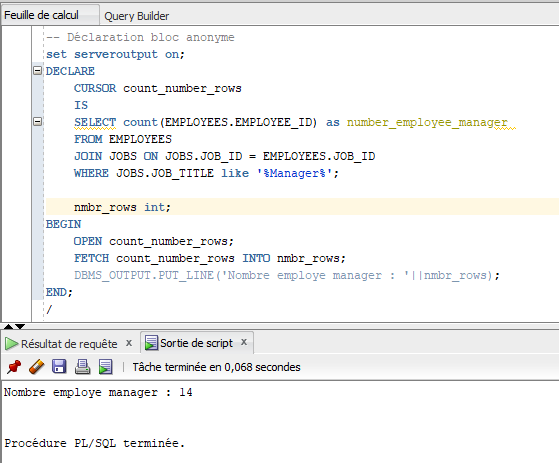 Feuille de calcul Query Builder
-- Déclaration bloc anonyme
set serveroutput on;
DECLARE
CURSOR count_number_rows
IS
SELECT count(EMPLOYEES.EMPLOYEE_ID) as number_employee_manager
FROM EMPLOYEES
JOIN JOBS ON JOBS.JOB_ID = EMPLOYEES.JOB_ID
WHERE JOBS.JOB_TITLE like '%Manager%';
nmbr_rows int;
BEGIN
OPEN count_number_rows;
FETCH count_number_rows INTO nmbr_rows;
DBMS_OUTPUT.PUT_LINE('Nombre employe manager : '||nmbr_rows);
END;
/
Résultat de requête x Sortie de script x
Tâche terminée en 0,068 secondes
Nombre employe manager : 14
Procédure PL/SQL terminée.